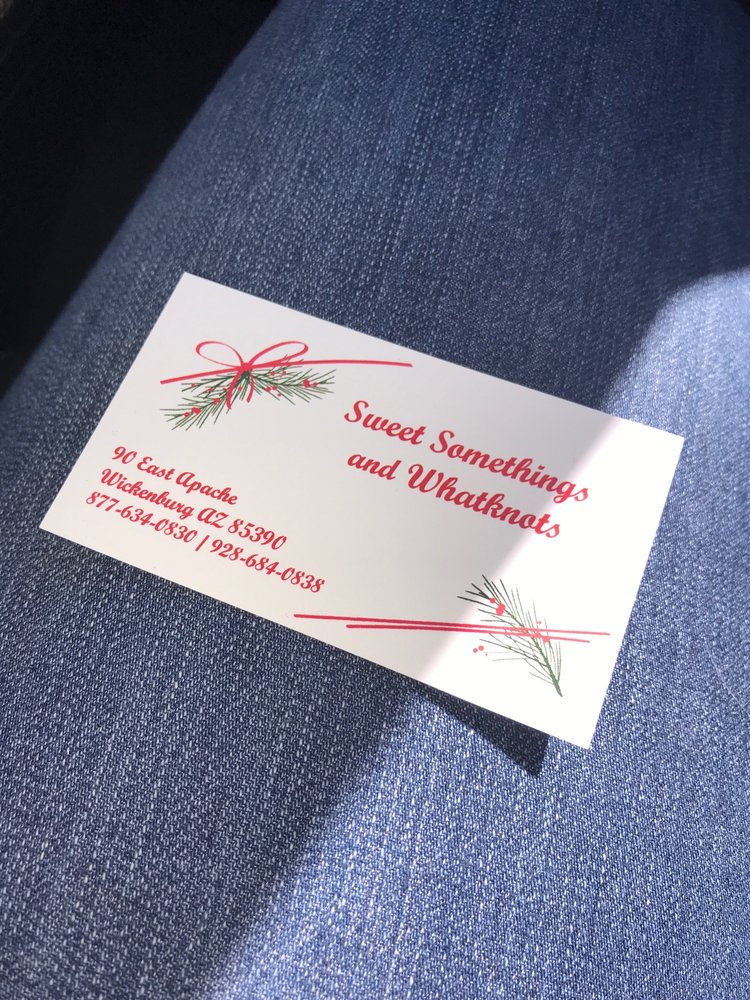 Sweet Somethings
and Whatknots
90 East Apache
Wickenburg AZ 85390
877-634-0830 | 928-684-0838